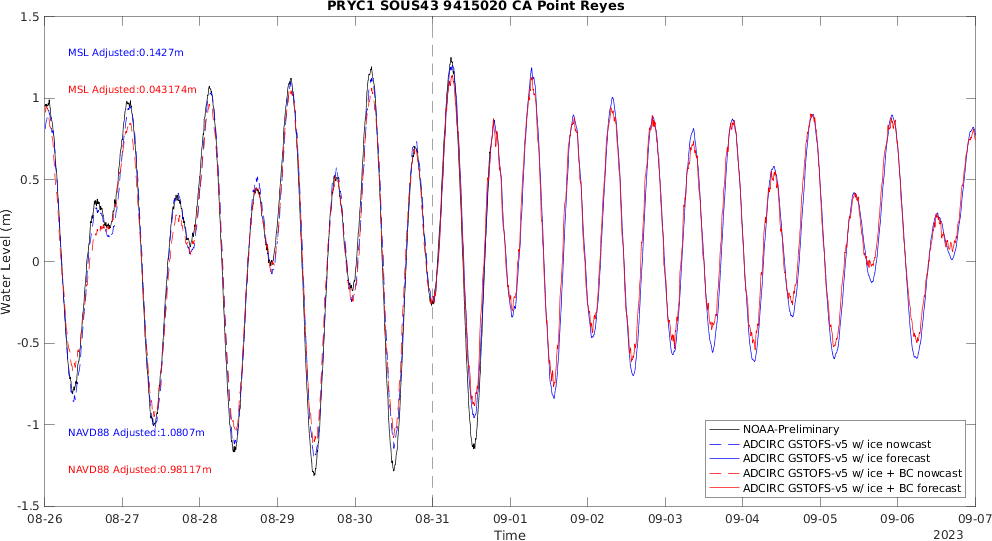 PRYC1 SOUS43 9415020 CA Point Reyes
1.5
1
0.5
0
-0.5
-1
-1.5
Water Level (m)
MSL Adjusted:0.1427m
MSL Adjusted:0.043174m
NAVD88 Adjusted:1.0807m
NAVD88 Adjusted:0.98117m
NOAA-Preliminary
ADCIRC GSTOFS-v5 w/ ice nowcast
ADCIRC GSTOFS-v5 w/ ice forecast
ADCIRC GSTOFS-v5 w/ ice + BC nowcast
ADCIRC GSTOFS-v5 w/ ice + BC forecast
08-26 08-27 08-28 08-29 08-30 08-31 09-01 09-02 09-03 09-04 09-05 09-06 09-07
Time
2023